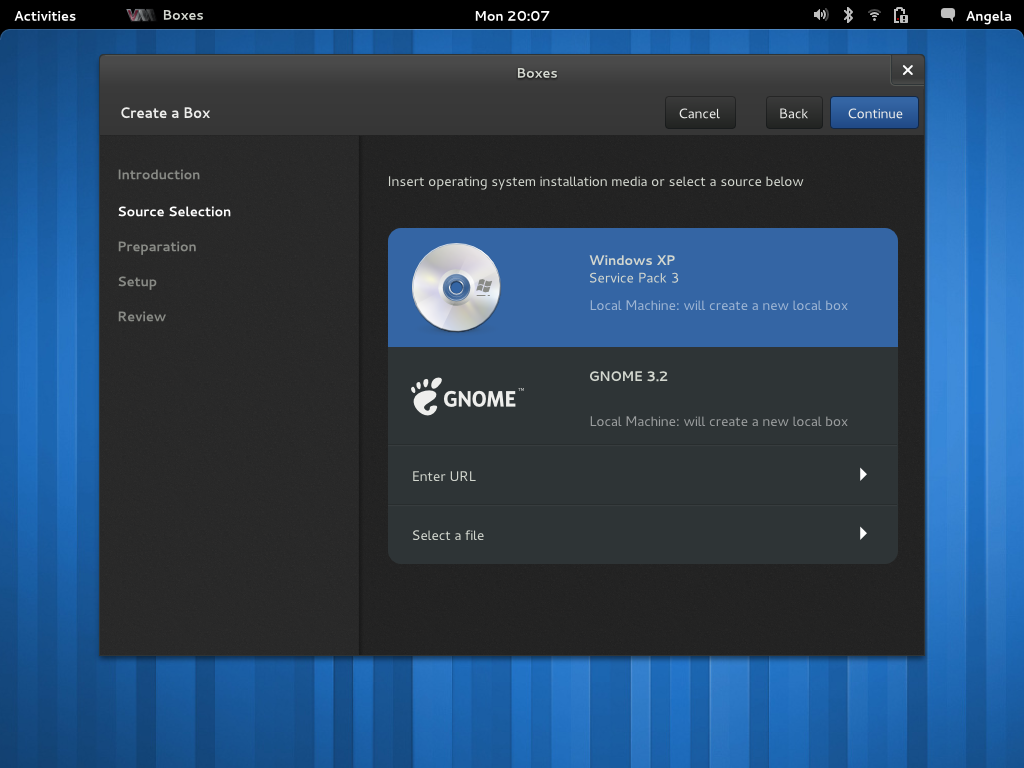 Activities
Boxes
Mon 20:07
Angela
Boxes
Create a Box
Cancel
Back
Continue
Introduction
Source Selection
Preparation
Setup
Review
Insert operating system installation media or select a source below
Windows XP
Service Pack 3
Local Machine: will create a new local box
GNOME™
GNOME 3.2
Local Machine: will create a new local box
Enter URL
Select a file